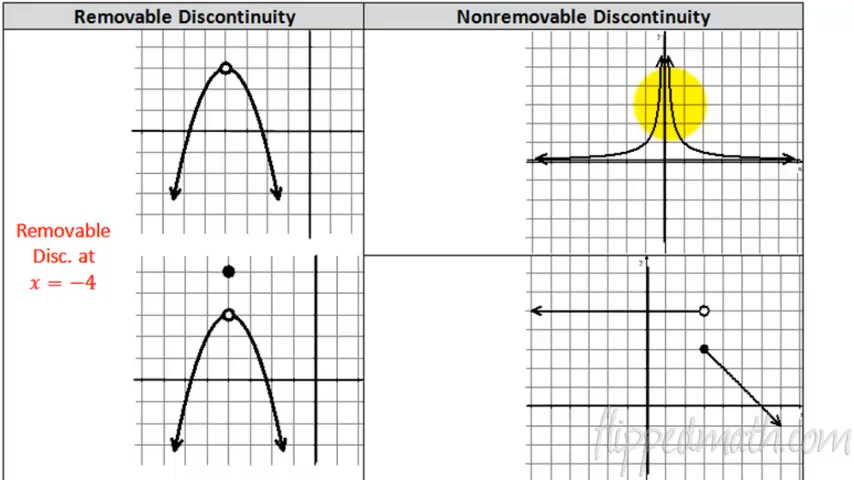 Removable Discontinuity
Nonremovable Discontinuity
y
Removable
Disc. at
x = −4
y
flippedmath.com